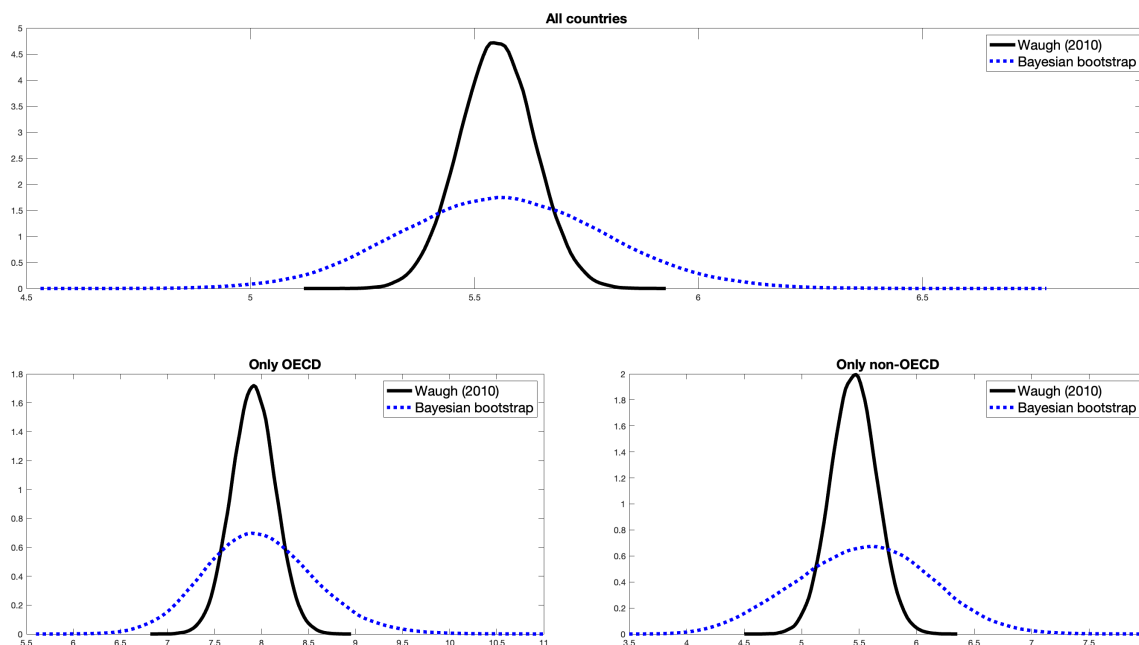 All countries
5
4.5
4
3.5
3
2.5
2
1.5
1
0.5
0
4.5 5 5.5 6 6.5
Waugh (2010)
Bayesian bootstrap
Only OECD
1.8
1.6
1.4
1.2
1
0.8
0.6
0.4
0.2
0
5.5 6 6.5 7 7.5 8 8.5 9 9.5 10 10.5 11
Waugh (2010)
Bayesian bootstrap
Only non-OECD
2
1.8
1.6
1.4
1.2
1
0.8
0.6
0.4
0.2
0
3.5 4 4.5 5 5.5 6 6.5 7 7.5
Waugh (2010)
Bayesian bootstrap